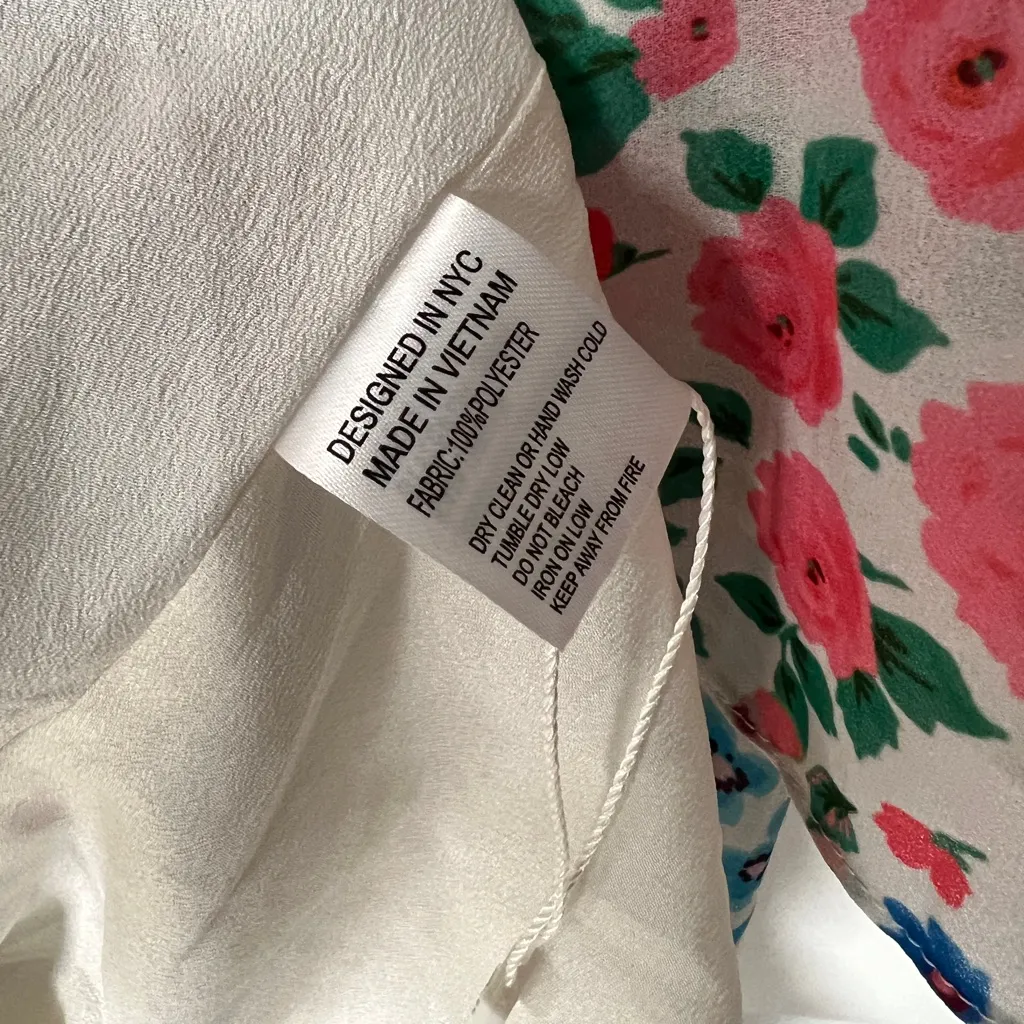 DESIGNED IN NYC
MADE IN VIETNAM
FABRIC:100%POLYESTER
DRY CLEAN OR HAND WASH COLD
TUMBLE DRY LOW
DO NOT BLEACH
IRON ON LOW
KEEP AWAY FROM FIRE